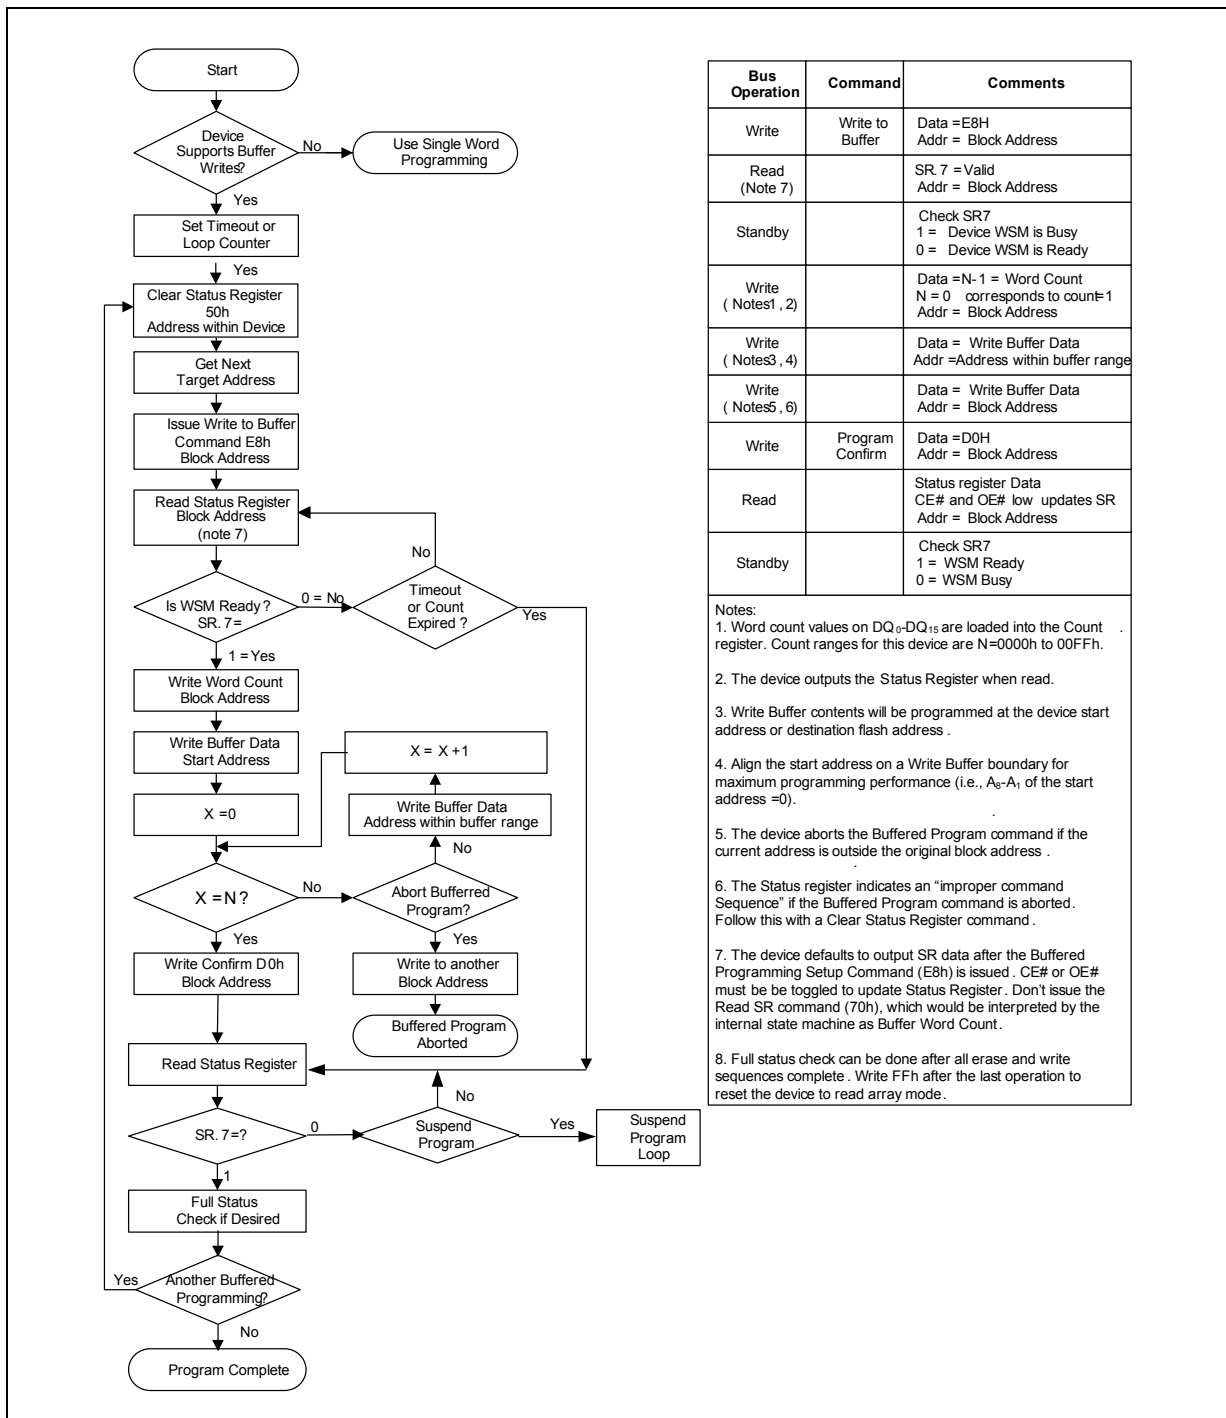 Start
Device
Supports Buffer
Writes?
No
Use Single Word
Programming
Yes
Set Timeout or
Loop Counter
Yes
Clear Status Register
50h
Address within Device
Get Next
Target Address
Issue Write to Buffer
Command E8h
Block Address
Read Status Register
Block Address
(note 7)
No
Is WSM Ready?
SR. 7 =
0 = No
Timeout
or Count
Expired ?
Yes
1 = Yes
Write Word Count
Block Address
Write Buffer Data
Start Address
X = X +1
X =0
Write Buffer Data
Address within buffer range
No
X = N?
No
Abort Bufferred
Program?
Yes
Yes
Write Confirm D0h
Block Address
Write to another
Block Address
Buffered Program
Aborted
Read Status Register
No
SR. 7=?
0
Suspend
Program
Yes
Suspend
Program
Loop
1
Full Status
Check if Desired
Yes
Another Buffered
Programming?
No
Program Complete
Bus
Operation
Command
Comments
Write
Write to
Buffer
Data =E8H
Addr = Block Address
Read
(Note 7)
SR. 7 = Valid
Addr = Block Address
Standby
Check SR7
1 = Device WSM is Busy
0 = Device WSM is Ready
Write
( Notes1 , 2)
Data =N- 1 = Word Count
N = 0 corresponds to count=1
Addr = Block Address
Write
( Notes3 , 4)
Data = Write Buffer Data
Addr =Address within buffer range
Write
( Notes5 , 6)
Data = Write Buffer Data
Addr = Block Address
Write
Program
Confirm
Data =D0H
Addr = Block Address
Read
Status register Data
CE# and OE# low updates SR
Addr = Block Address
Standby
Check SR7
1 = WSM Ready
0 = WSM Busy
Notes:
1. Word count values on DQ0-DQ15 are loaded into the Count .
register. Count ranges for this device are N=0000h to 00FFh.
2. The device outputs the Status Register when read.
3. Write Buffer contents will be programmed at the device start
address or destination flash address .
4. Align the start address on a Write Buffer boundary for
maximum programming performance (i.e., A8-A1 of the start
address =0).
5. The device aborts the Buffered Program command if the
current address is outside the original block address .
6. The Status register indicates an “improper command
Sequence” if the Buffered Program command is aborted.
Follow this with a Clear Status Register command .
7. The device defaults to output SR data after the Buffered
Programming Setup Command (E8h) is issued . CE# or OE#
must be be toggled to update Status Register . Don’t issue the
Read SR command (70h), which would be interpreted by the
internal state machine as Buffer Word Count.
8. Full status check can be done after all erase and write
sequences complete . Write FFh after the last operation to
reset the device to read array mode.